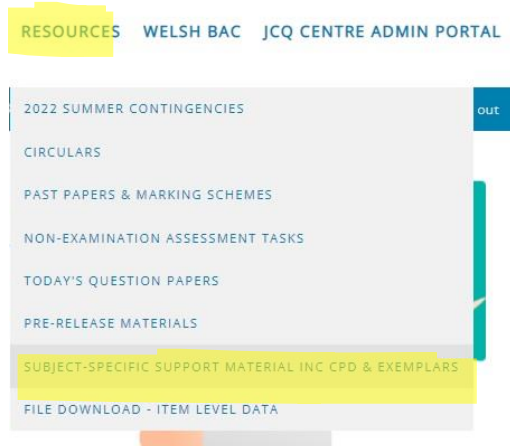 RESOURCES WELSH BAC JCQ CENTRE ADMIN PORTAL
2022 SUMMER CONTINGENCIES out
CIRCULARS
PAST PAPERS & MARKING SCHEMES
NON-EXAMINATION ASSESSMENT TASKS
TODAY'S QUESTION PAPERS
PRE-RELEASE MATERIALS
SUBJECT-SPECIFIC SUPPORT MATERIAL INC CPD & EXEMPLARS
FILE DOWNLOAD - ITEM LEVEL DATA